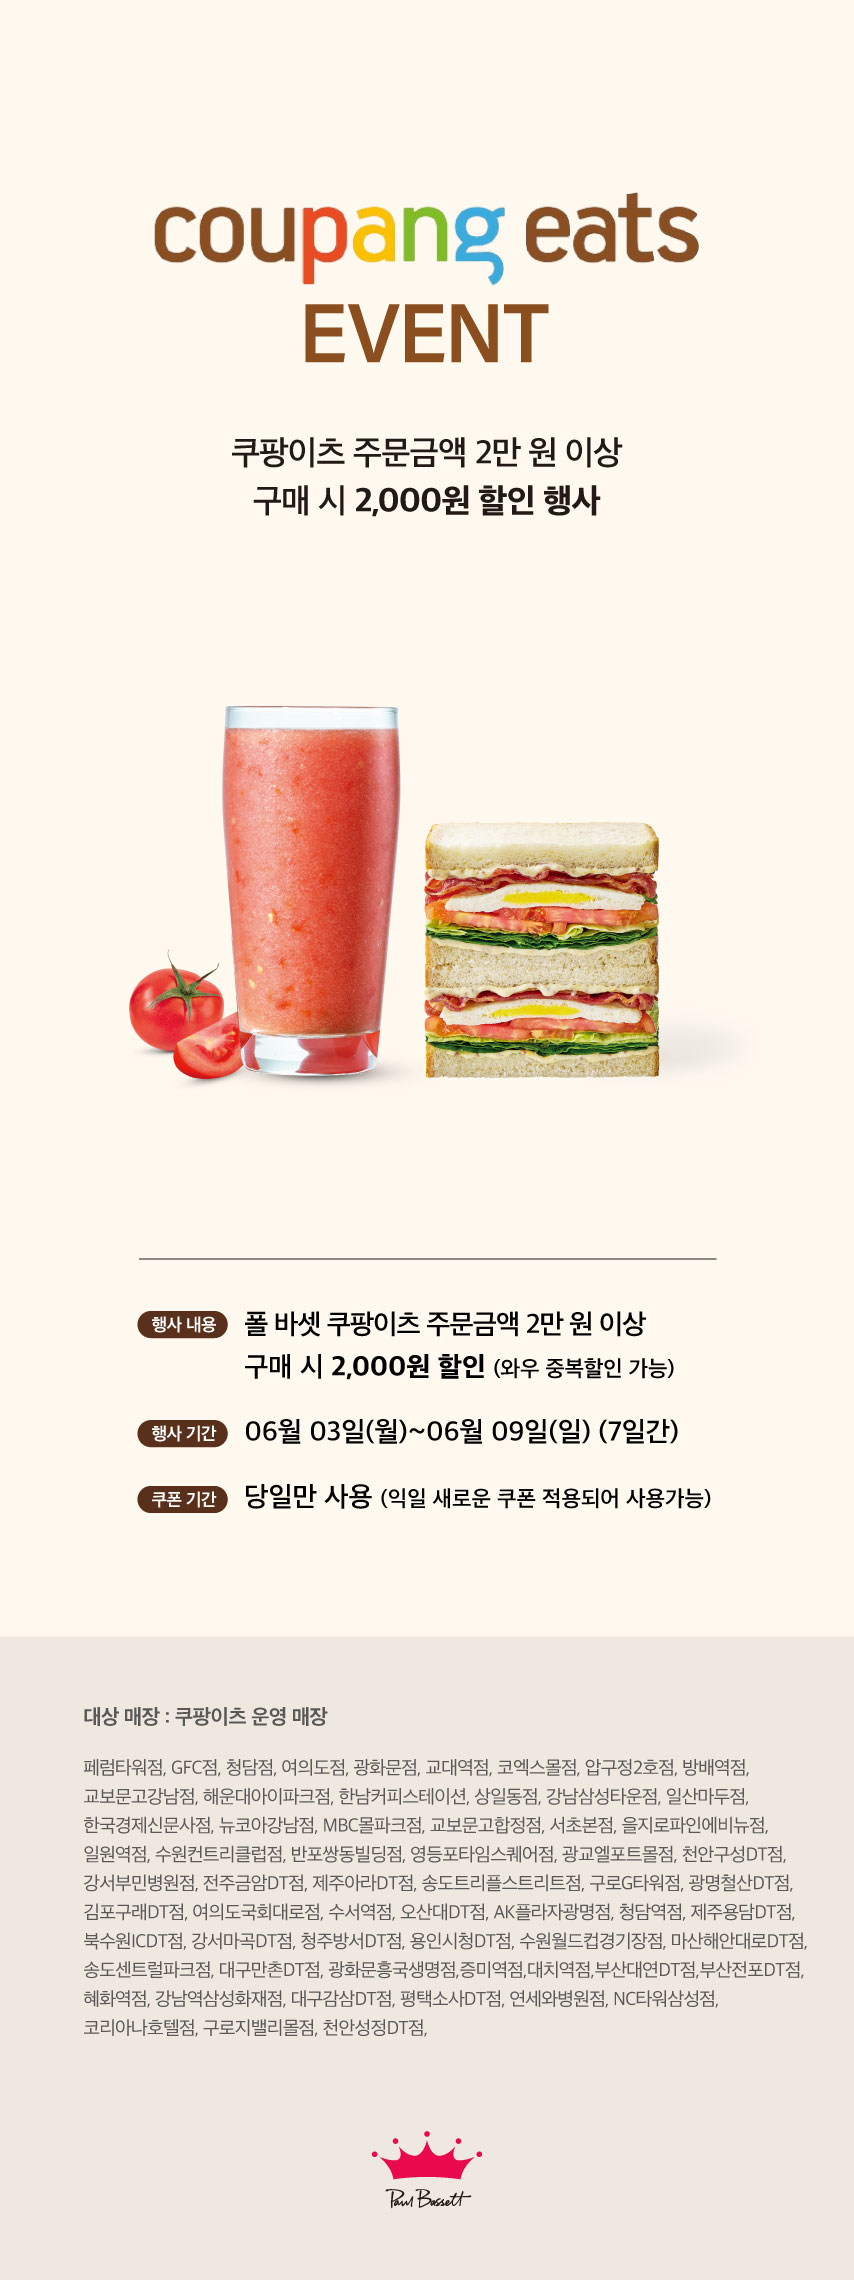 coupang eats
EVENT
쿠팡이츠 주문금액 2만 원 이상
구매 시 2,000원 할인 행사
행사 내용 폴 바셋 쿠팡이츠 주문금액 2만 원 이상
구매 시 2,000원 할인 (와우 중복할인 가능)
행사 기간 06월 03일(월)~06월 09일(일) (7일간)
쿠폰 기간 당일만 사용 (익일 새로운 쿠폰 적용되어 사용가능)
대상 매장 : 쿠팡이츠 운영 매장
페럼타워점, GFC점, 청담점, 여의도점, 광화문점, 교대역점, 코엑스몰점, 압구정2호점, 방배역점,
교보문고강남점, 해운대아이파크점, 한남커피스테이션, 상일동점, 강남삼성타운점, 일산마두점,
한국경제신문사점, 뉴코아강남점, MBC몰파크점, 교보문고합정점, 서초본점, 을지로파인에비뉴점,
일원역점, 수원컨트리클럽점, 반포쌍동빌딩점, 영등포타임스퀘어점, 광교엘포트몰점, 천안구성DT점,
강서부민병원점, 전주금암DT점, 제주아라DT점, 송도트리플스트리트점, 구로G타워점, 광명철산DT점,
김포구래DT점, 여의도국회대로점, 수서역점, 오산대DT점, AK플라자광명점, 청담역점, 제주용담DT점,
북수원ICDT점, 강서마곡DT점, 청주방서DT점, 용인시청DT점, 수원월드컵경기장점, 마산해안대로DT점,
송도센트럴파크점, 대구만촌DT점, 광화문흥국생명점,증미역점,대치역점,부산대연DT점,부산전포DT점,
혜화역점, 강남역삼성화재점, 대구감삼DT점, 평택소사DT점, 연세와병원점, NC타워삼성점,
코리아나호텔점, 구로지밸리몰점, 천안성정DT점,
Paul Bassett